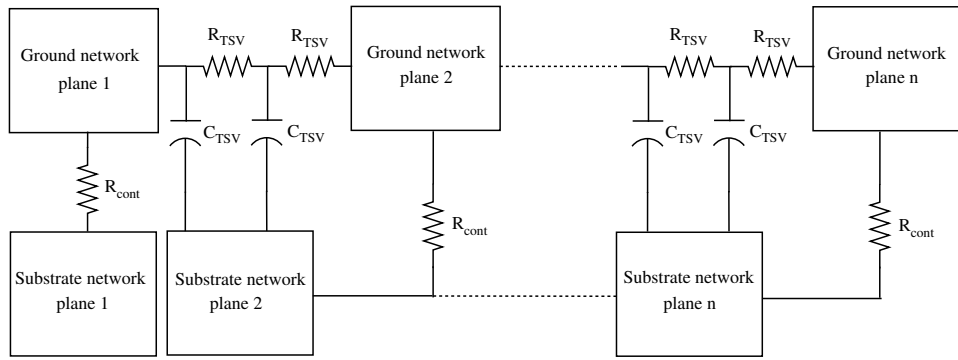 Ground network
plane 1
R_TSV
R_TSV
Ground network
plane 2
R_TSV
R_TSV
Ground network
plane n
C_TSV
C_TSV
C_TSV
C_TSV
R_cont
R_cont
R_cont
Substrate network
plane 1
Substrate network
plane 2
Substrate network
plane n